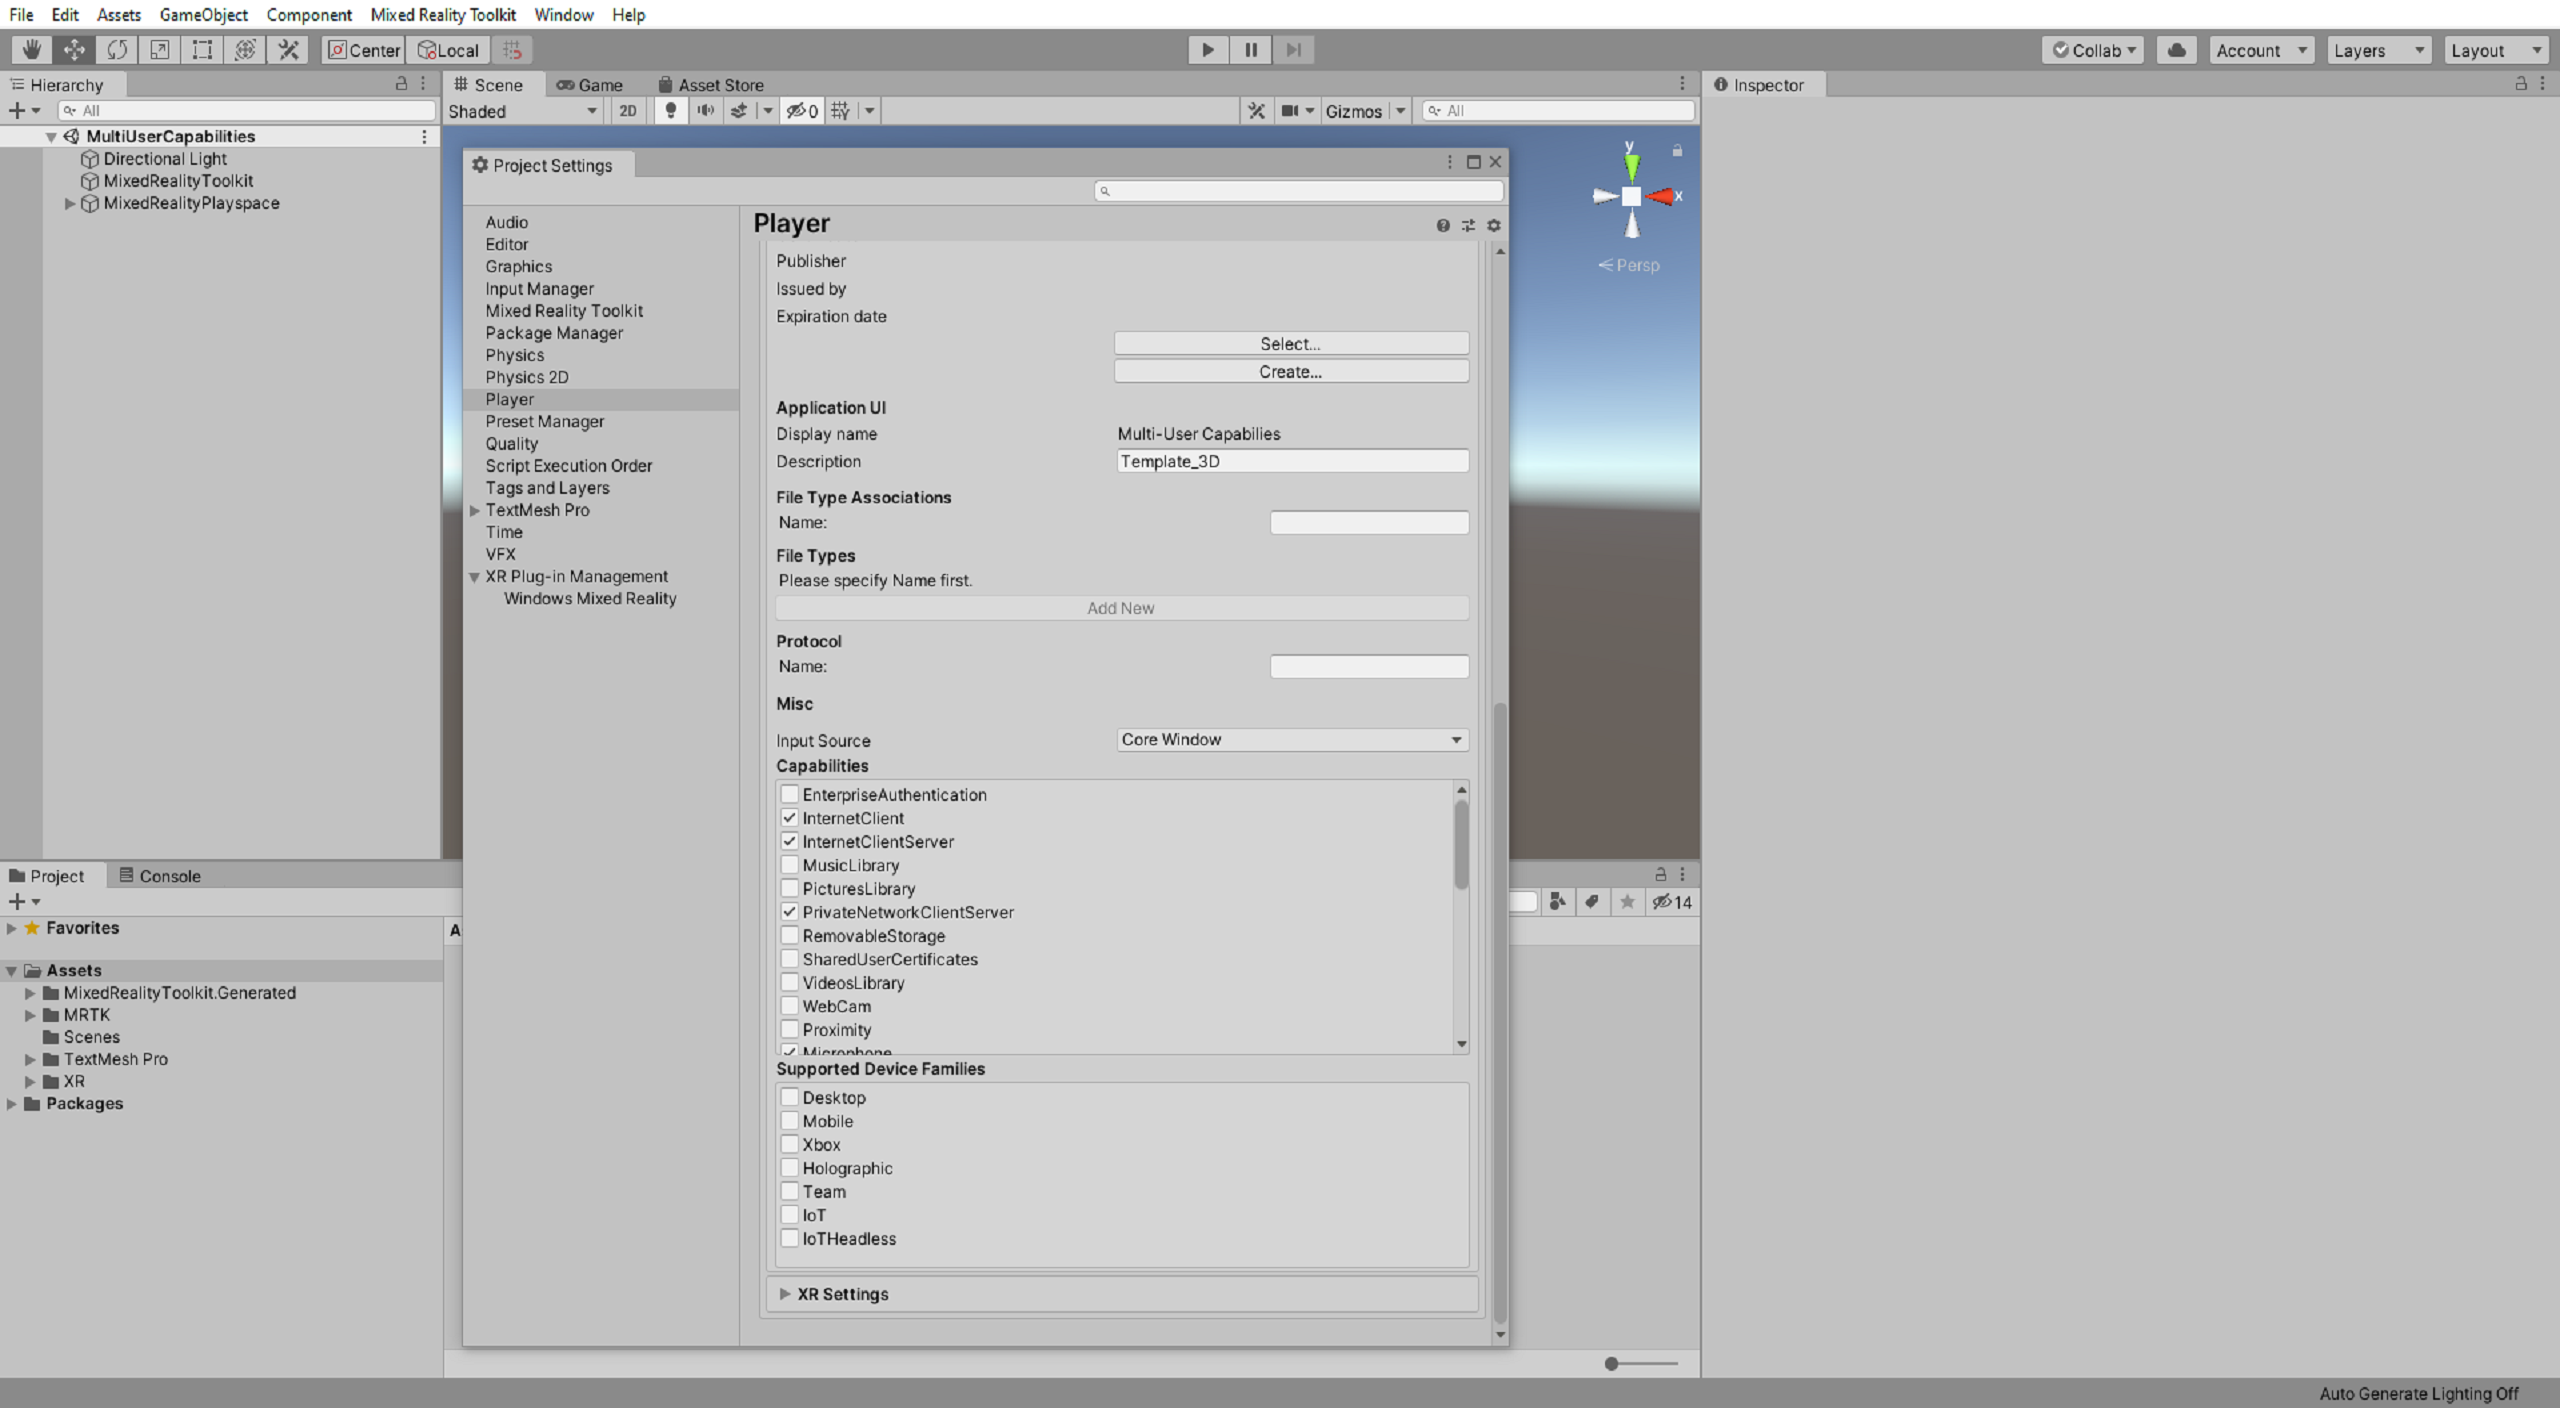 File Edit Assets GameObject Component Mixed Reality Toolkit Window Help
Center Local Collab Account Layers Layout
Hierarchy
All
MultiUserCapabilities
Directional Light
MixedRealityToolkit
MixedRealityPlayspace
Scene Game Asset Store
Shaded 2D 0 Gizmos All
y
x
Persp
Inspector
Project Settings
Audio
Editor
Graphics
Input Manager
Mixed Reality Toolkit
Package Manager
Physics
Physics 2D
Player
Preset Manager
Quality
Script Execution Order
Tags and Layers
TextMesh Pro
Time
VFX
XR Plug-in Management
Windows Mixed Reality
Player
Publisher
Issued by
Expiration date
Select...
Create...
Application UI
Display name Multi-User Capabilies
Description Template_3D
File Type Associations
Name:
File Types
Please specify Name first.
Add New
Protocol
Name:
Misc
Input Source Core Window
Capabilities
EnterpriseAuthentication
InternetClient
InternetClientServer
MusicLibrary
PicturesLibrary
PrivateNetworkClientServer
RemovableStorage
SharedUserCertificates
VideosLibrary
WebCam
Proximity
Microphone
Supported Device Families
Desktop
Mobile
Xbox
Holographic
Team
IoT
IoTHeadless
XR Settings
Project Console
14
Favorites
A
Assets
MixedRealityToolkit.Generated
MRTK
Scenes
TextMesh Pro
XR
Packages
Auto Generate Lighting Off